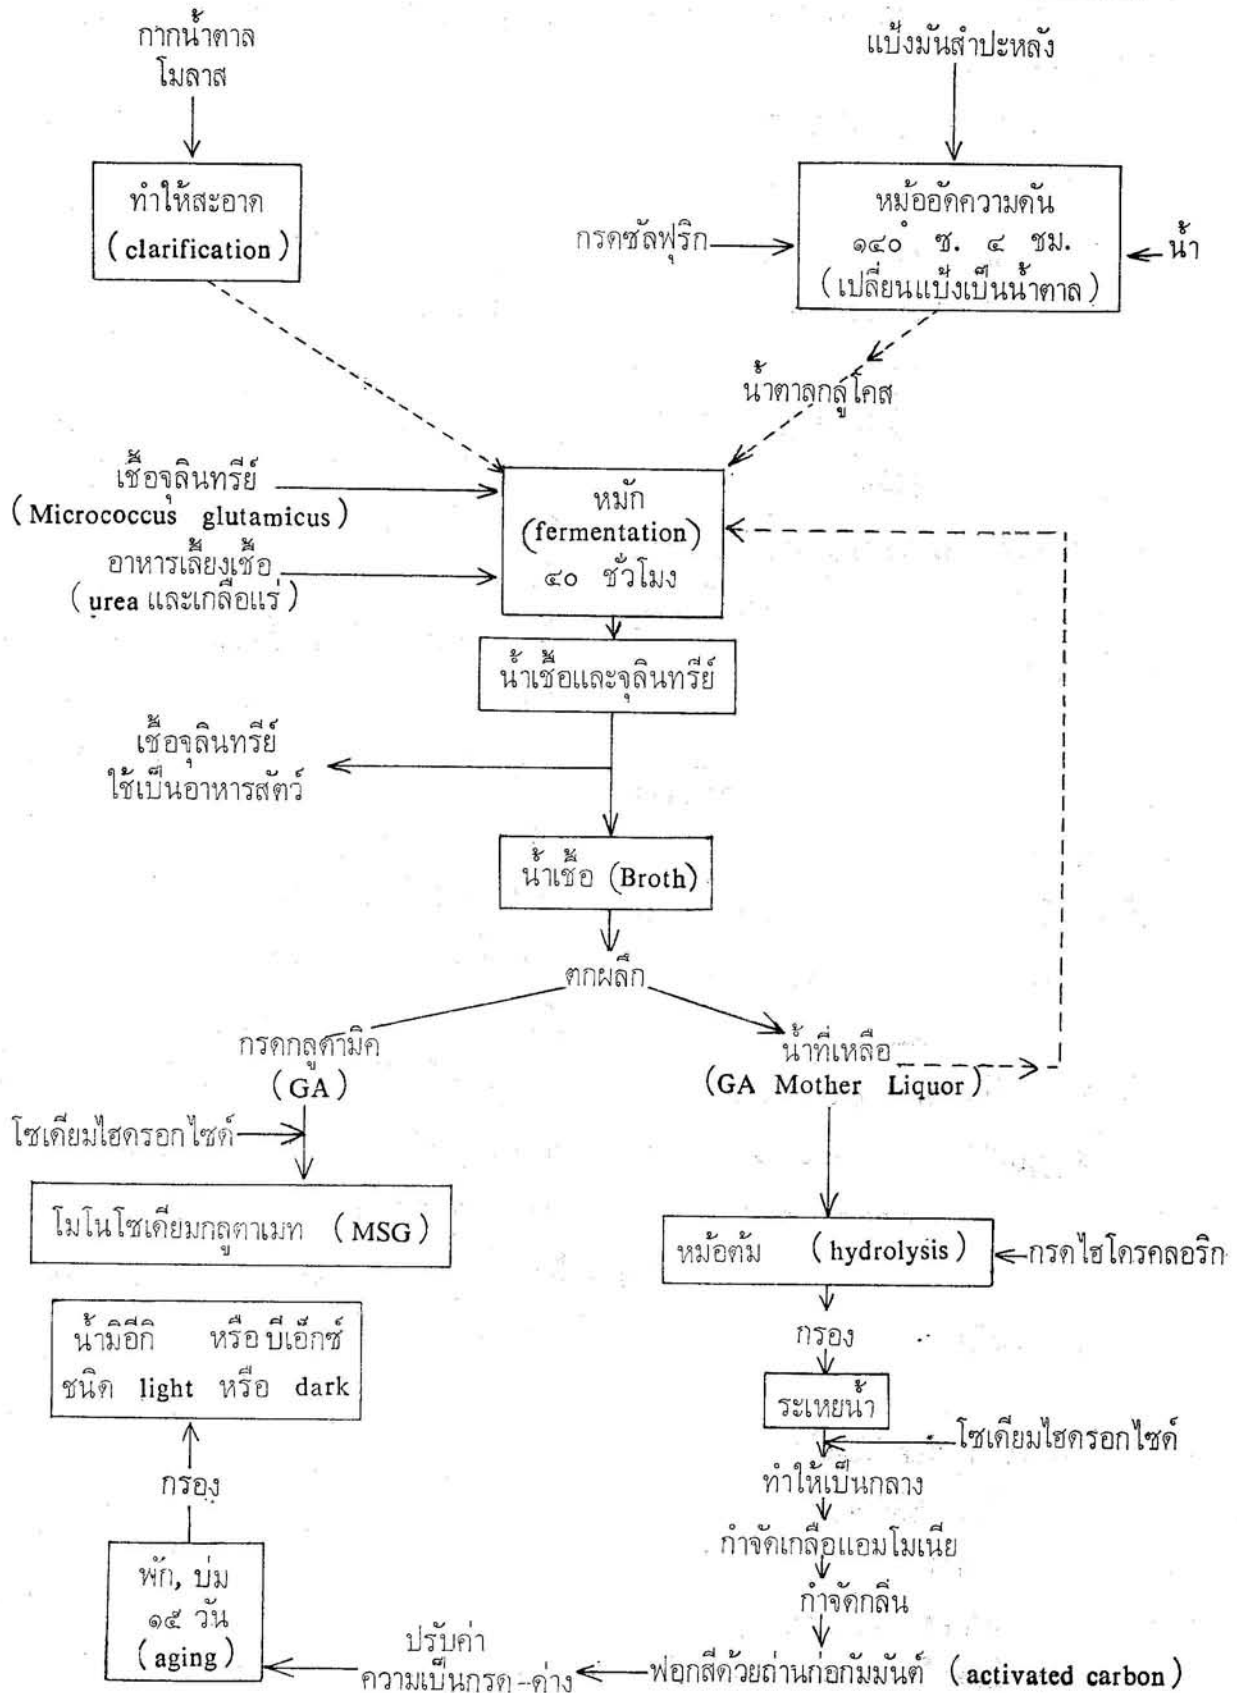 กากน้ำตาล
โมลาส
แป้งมันสำปะหลัง
ทำให้สะอาด
(clarification)
หม้ออัดความดัน
๑๔๐° ซ. ๔ ชม.
(เปลี่ยนแป้งเป็นน้ำตาล)
กรดซัลฟุริก
น้ำ
น้ำตาลกลูโคส
เชื้อจุลินทรีย์
(Micrococcus glutamicus)
อาหารเลี้ยงเชื้อ
(urea และเกลือแร่)
หมัก
(fermentation)
๔๐ ชั่วโมง
น้ำเชื้อและจุลินทรีย์
เชื้อจุลินทรีย์
ใช้เป็นอาหารสัตว์
น้ำเชื้อ (Broth)
ตกผลึก
กรดกลูตามิค
(GA)
น้ำที่เหลือ
(GA Mother Liquor)
โซเดียมไฮดรอกไซด์
โมโนโซเดียมกลูตาเมท (MSG)
หม้อต้ม (hydrolysis)
กรดไฮโดรคลอริก
น้ำมิอีกิ หรือ บีเอ็กซ์
ชนิด light หรือ dark
กรอง
ระเหยน้ำ
โซเดียมไฮดรอกไซด์
ทำให้เป็นกลาง
กำจัดเกลือแอมโมเนีย
กำจัดกลิ่น
ฟอกสีด้วยถ่านก่อกัมมันต์ (activated carbon)
ปรับค่า
ความเป็นกรด-ด่าง
พัก, บ่ม
๑๕ วัน
(aging)
กรอง